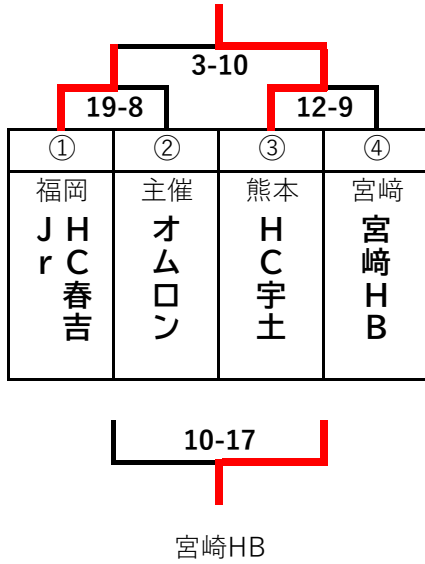 3-10
19-8
12-9
① ② ③ ④
福岡 主催 熊本 宮﨑
HC春吉
Jr
オムロン
HC宇土
宮﨑HB
10-17
宮崎HB